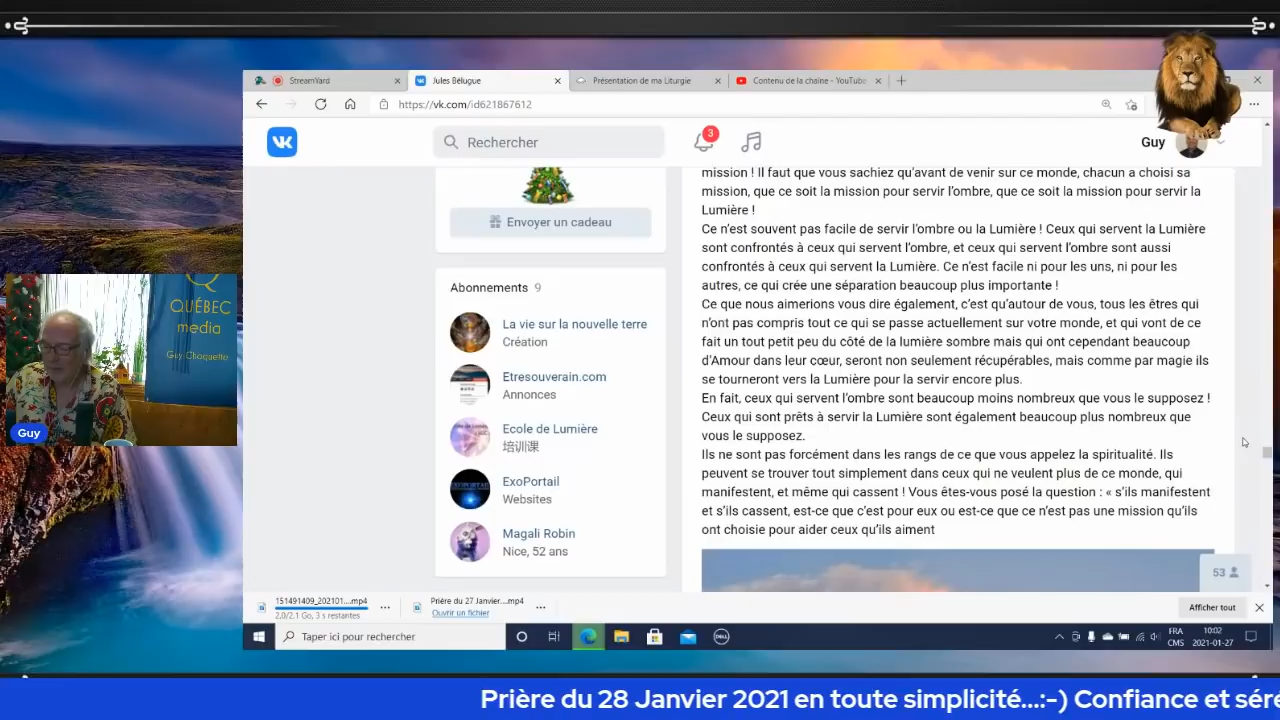 StreamYard
Jules Bélugue
Présentation de ma Liturgie
Contenu de la chaîne - YouTube
https://vk.com/id621867612
Rechercher
3
Guy
Envoyer un cadeau
Abonnements 9
La vie sur la nouvelle terre
Création
Etresouverain.com
Annonces
Ecole de Lumière
培训课
ExoPortail
Websites
Magali Robin
Nice, 52 ans
mission ! Il faut que vous sachiez qu’avant de venir sur ce monde, chacun a choisi sa
mission, que ce soit la mission pour servir l’ombre, que ce soit la mission pour servir la
Lumière !
Ce n’est souvent pas facile de servir l’ombre ou la Lumière ! Ceux qui servent la Lumière
sont confrontés à ceux qui servent l’ombre, et ceux qui servent l’ombre sont aussi
confrontés à ceux qui servent la Lumière. Ce n’est facile ni pour les uns, ni pour les
autres, ce qui crée une séparation beaucoup plus importante !
Ce que nous aimerions vous dire également, c’est qu’autour de vous, tous les êtres qui
n’ont pas compris tout ce qui se passe actuellement sur votre monde, et qui vont de ce
fait un tout petit peu du côté de la lumière sombre mais qui ont cependant beaucoup
d’Amour dans leur cœur, seront non seulement récupérables, mais comme par magie ils
se tourneront vers la Lumière pour la servir encore plus.
En fait, ceux qui servent l’ombre sont beaucoup moins nombreux que vous le supposez !
Ceux qui sont prêts à servir la Lumière sont également beaucoup plus nombreux que
vous le supposez.
Ils ne sont pas forcément dans les rangs de ce que vous appelez la spiritualité. Ils
peuvent se trouver tout simplement dans ceux qui ne veulent plus de ce monde, qui
manifestent, et même qui cassent ! Vous êtes-vous posé la question : « s’ils manifestent
et s’ils cassent, est-ce que c’est pour eux ou est-ce que ce n’est pas une mission qu’ils
ont choisie pour aider ceux qu’ils aiment
53
QUÉBEC
media
Guy Choquette
Guy
151491409_202101....mp4
2,0/2.1 Go, 3 s restantes
Prière du 27 Janvier....mp4
Ouvrir un fichier
Afficher tout
Taper ici pour rechercher
DELL
FRA
CMS
10:02
2021-01-27
Prière du 28 Janvier 2021 en toute simplicité...:-) Confiance et séré